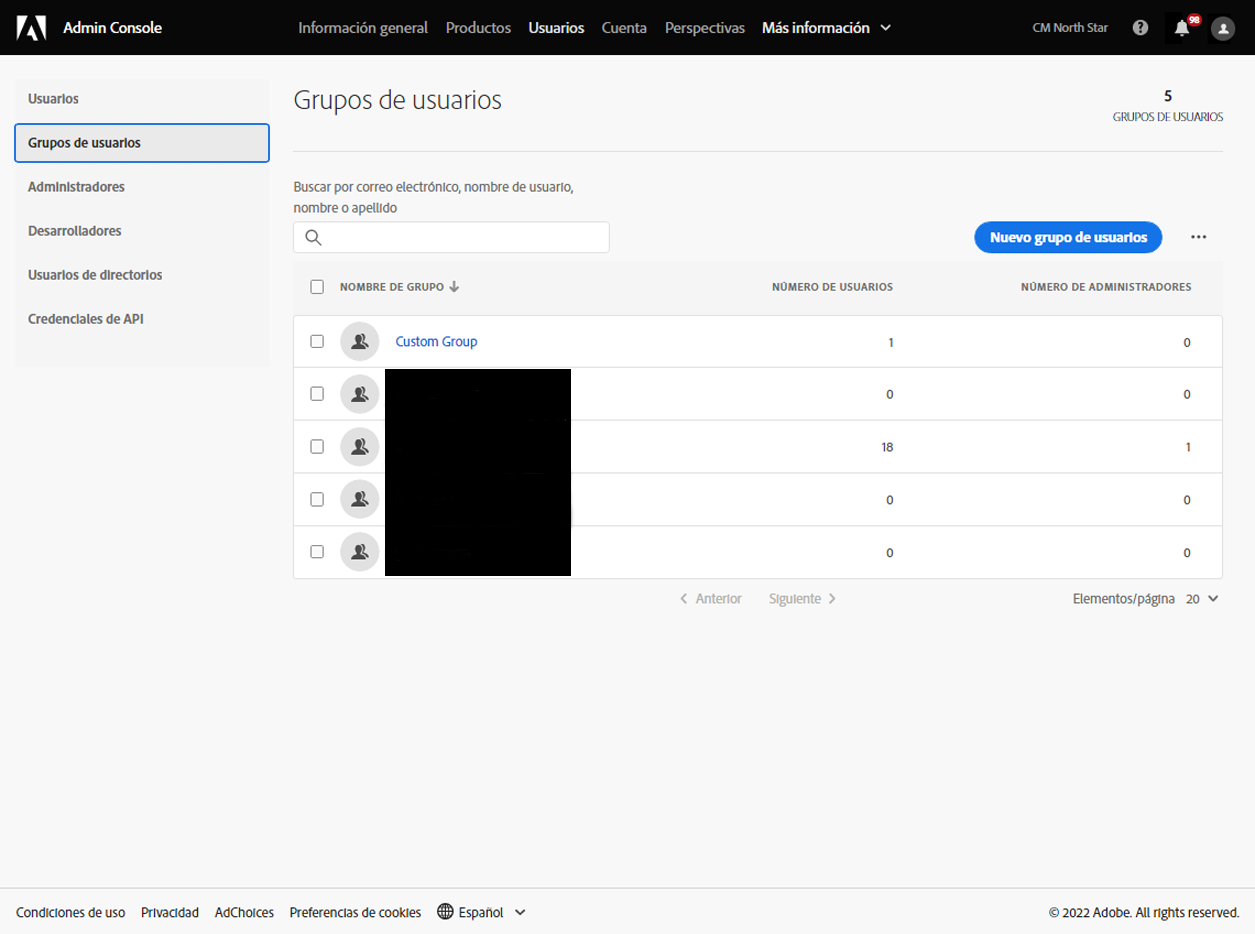 Admin Console
Información general Productos Usuarios Cuenta Perspectivas Más información
CM North Star ? 98
Usuarios
Grupos de usuarios
Administradores
Desarrolladores
Usuarios de directorios
Credenciales de API
Grupos de usuarios
5
GRUPOS DE USUARIOS
Buscar por correo electrónico, nombre de usuario,
nombre o apellido
Nuevo grupo de usuarios ...
NOMBRE DE GRUPO NÚMERO DE USUARIOS NÚMERO DE ADMINISTRADORES
Custom Group 1 0
0 0
18 1
0 0
0 0
Anterior Siguiente Elementos/página 20
Condiciones de uso Privacidad AdChoices Preferencias de cookies Español © 2022 Adobe. All rights reserved.